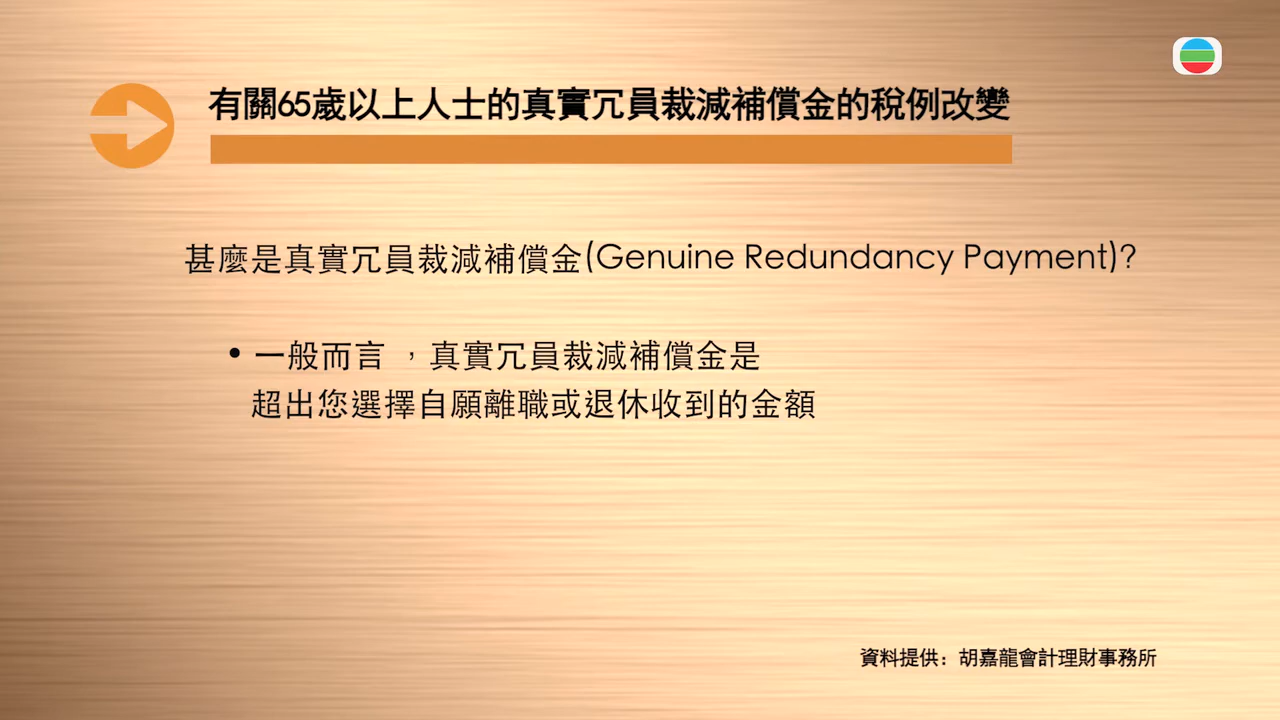 有關65歲以上人士的真實冗員裁減補償金的稅例改變
甚麼是真實冗員裁減補償金(Genuine Redundancy Payment)?
•一般而言 ，真實冗員裁減補償金是
超出您選擇自願離職或退休收到的金額
資料提供：胡嘉龍會計理財事務所